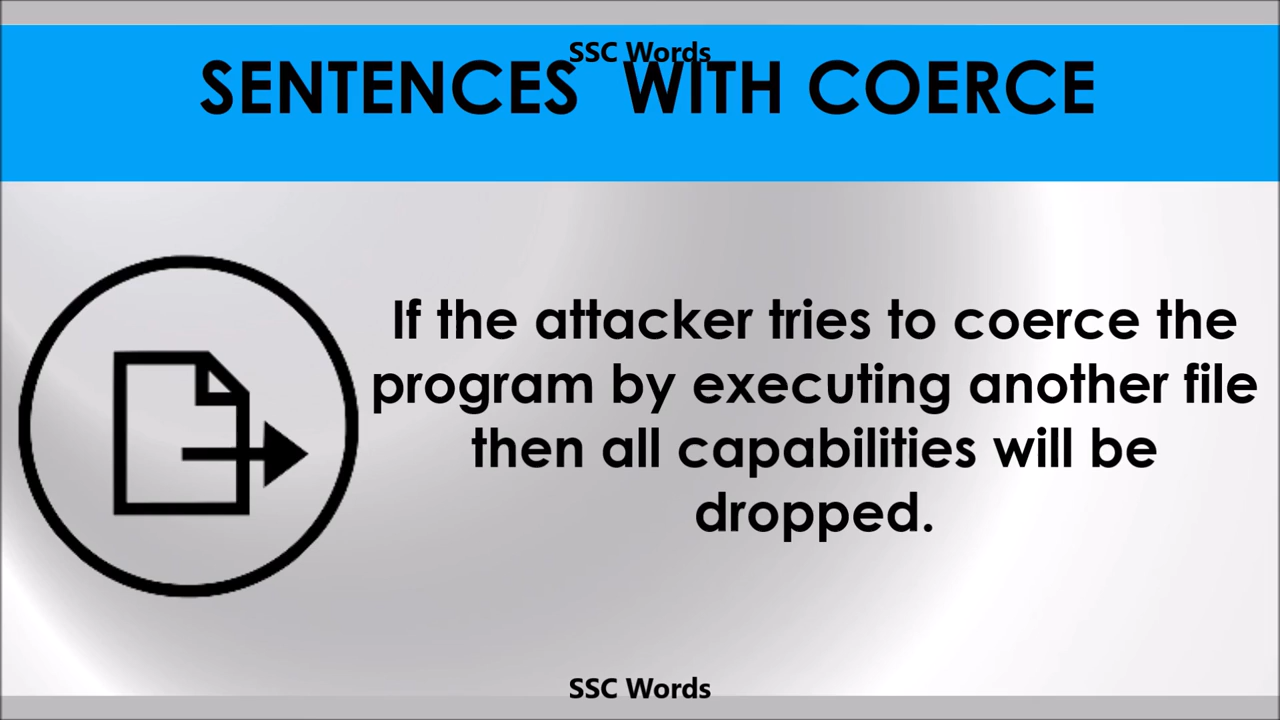 SSC Words
SENTENCES WITH COERCE
If the attacker tries to coerce the
program by executing another file
then all capabilities will be
dropped.
SSC Words